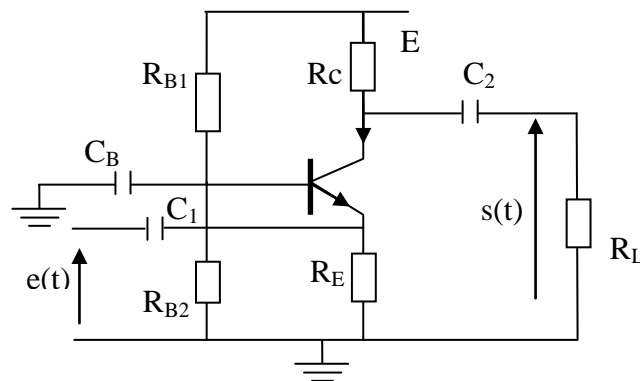 E
R_B1
Rc
C_2
C_B
C_1
s(t)
R_L
e(t)
R_B2
R_E